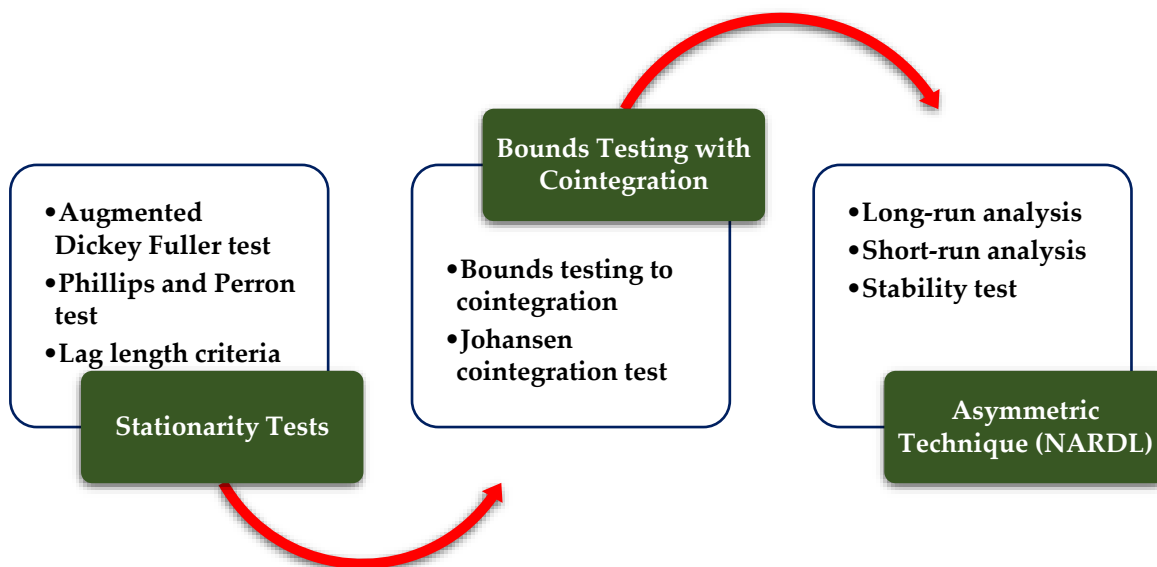 •Augmented
Dickey Fuller test
•Phillips and Perron
test
•Lag length criteria
Stationarity Tests
Bounds Testing with
Cointegration
•Bounds testing to
cointegration
•Johansen
cointegration test
•Long-run analysis
•Short-run analysis
•Stability test
Asymmetric
Technique (NARDL)